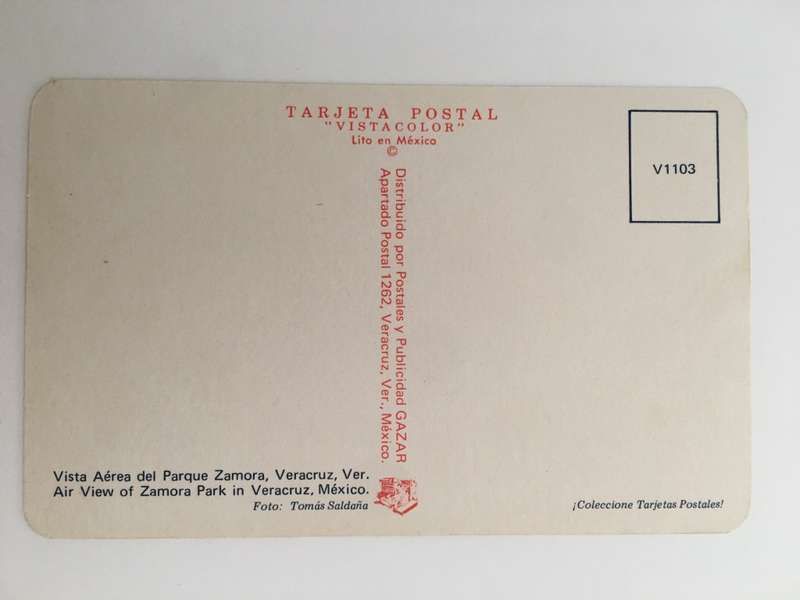 TARJETA POSTAL
"VISTACOLOR"
Lito en México
©
V1103
Distribuido por Postales y Publicidad GAZAR
Apartado Postal 1262, Veracruz, Ver., México.
Vista Aérea del Parque Zamora, Veracruz, Ver.
Air View of Zamora Park in Veracruz, México.
Foto: Tomás Saldaña
¡Coleccione Tarjetas Postales!